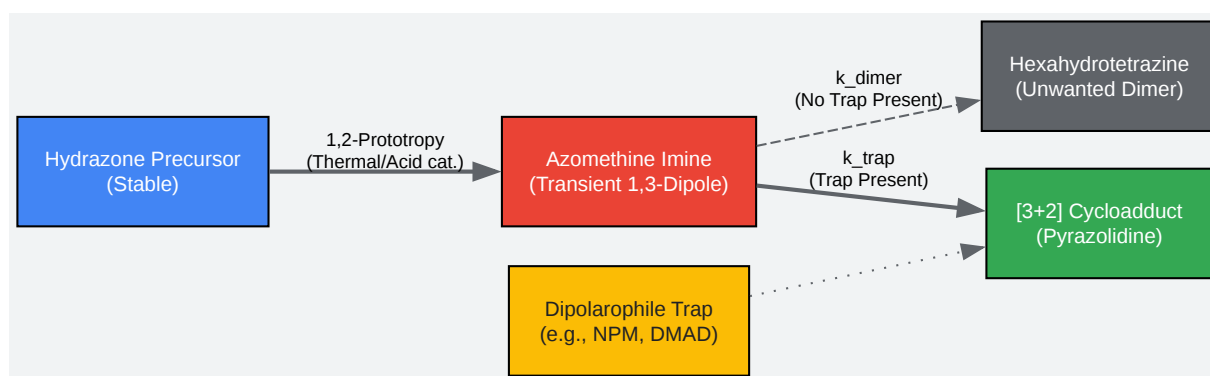 Hydrazone Precursor
(Stable)
1,2-Prototropy
(Thermal/Acid cat.)
Azomethine Imine
(Transient 1,3-Dipole)
k_dimer
(No Trap Present)
Hexahydrotetrazine
(Unwanted Dimer)
k_trap
(Trap Present)
[3+2] Cycloadduct
(Pyrazolidine)
Dipolarophile Trap
(e.g., NPM, DMAD)